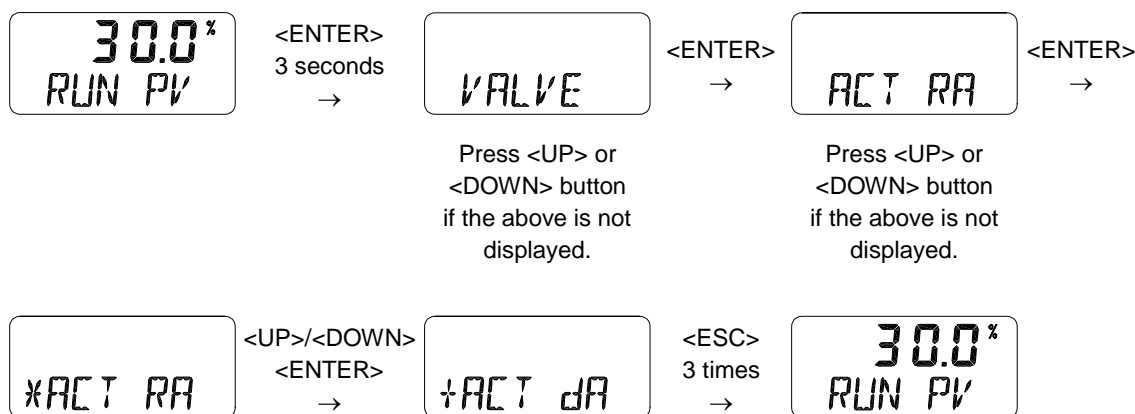 30.0%
RUN PV
<ENTER>
3 seconds
→
VALVE
Press <UP> or
<DOWN> button
if the above is not
displayed.
<ENTER>
→
ACT RA
Press <UP> or
<DOWN> button
if the above is not
displayed.
<ENTER>
→
*ACT RA
<UP>/<DOWN>
<ENTER>
→
+ACT dA
<ESC>
3 times
→
30.0%
RUN PV